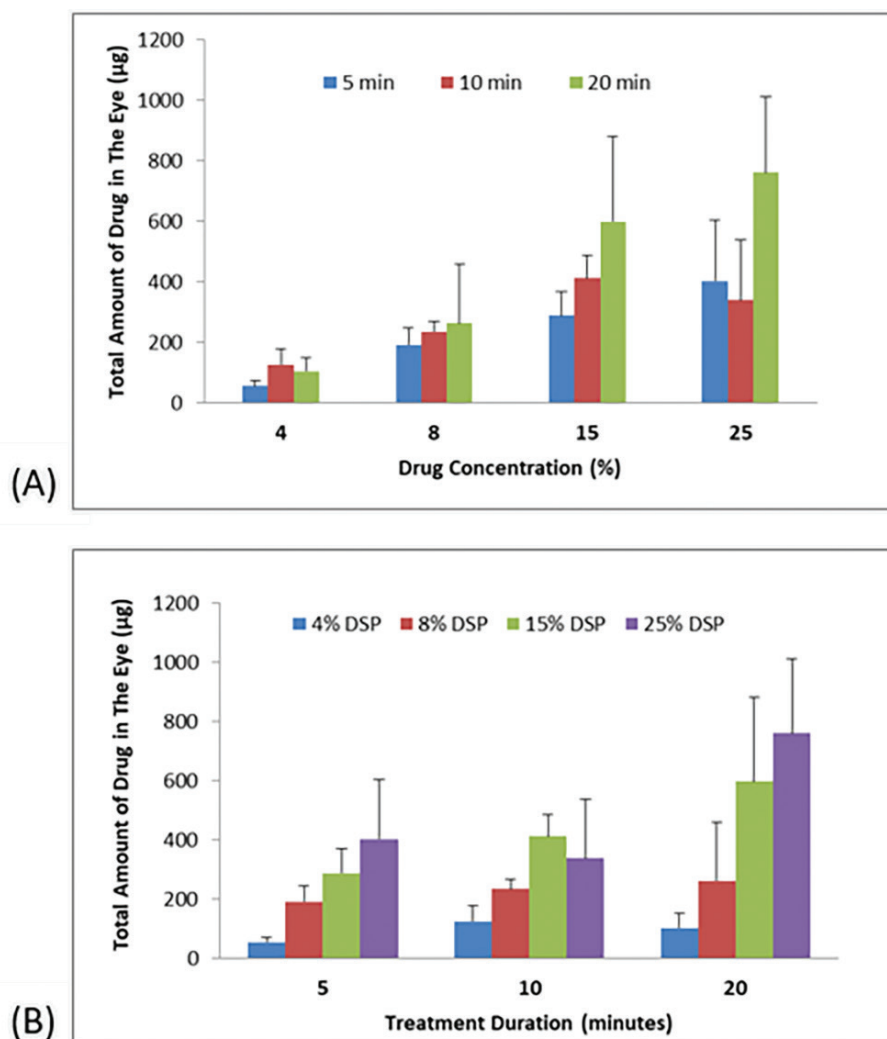 1200
1000
800
600
400
200
0
Total Amount of Drug in The Eye (µg)
5 min 10 min 20 min
4 8 15 25
Drug Concentration (%)
(A)
1200
1000
800
600
400
200
0
Total Amount of Drug in The Eye (µg)
4% DSP 8% DSP 15% DSP 25% DSP
5 10 20
Treatment Duration (minutes)
(B)